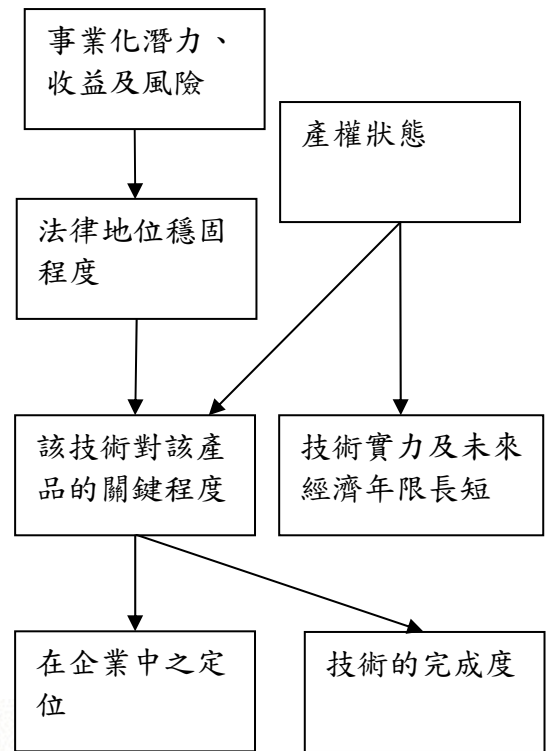 事業化潛力、
收益及風險
產權狀態
法律地位穩固
程度
該技術對該產
品的關鍵程度
技術實力及未來
經濟年限長短
在企業中之定
位
技術的完成度